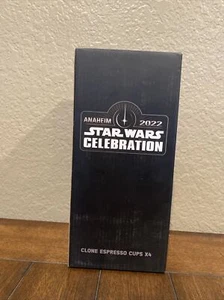 ANAHEIM 2022
STAR WARS
CELEBRATION
CLONE ESPRESSO CUPS X4